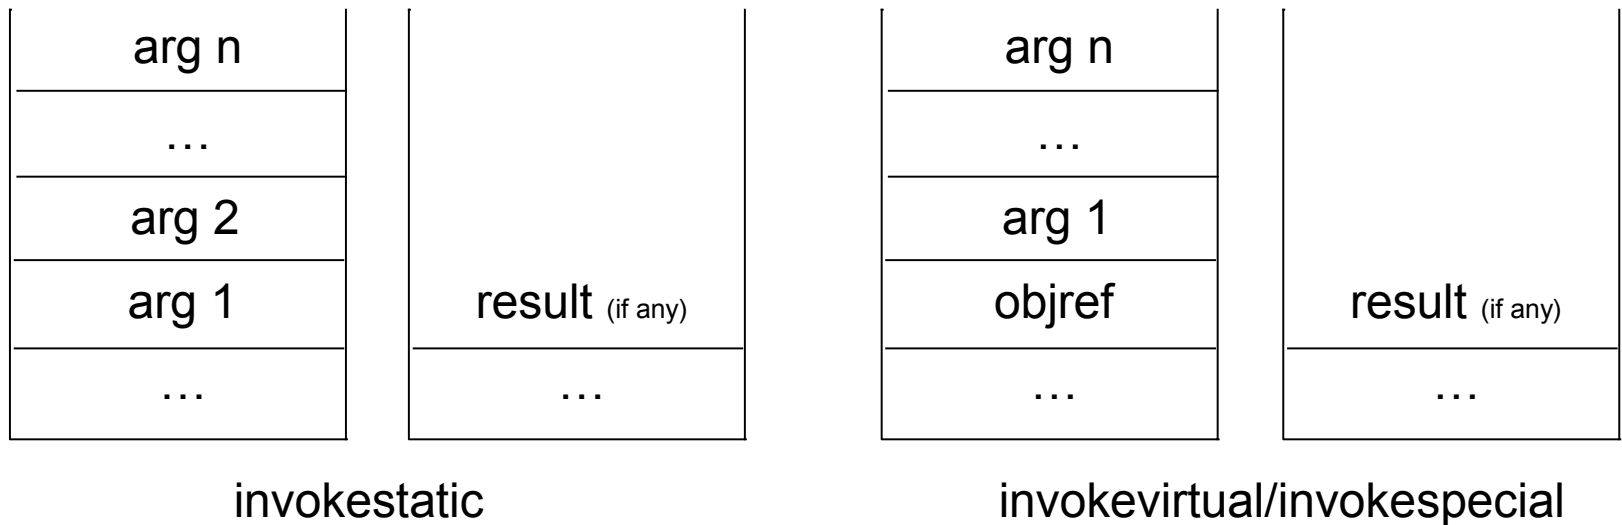 arg n
…
arg 2
arg 1
…
result (if any)
…
invokestatic
arg n
…
arg 1
objref
…
result (if any)
…
invokevirtual/invokespecial